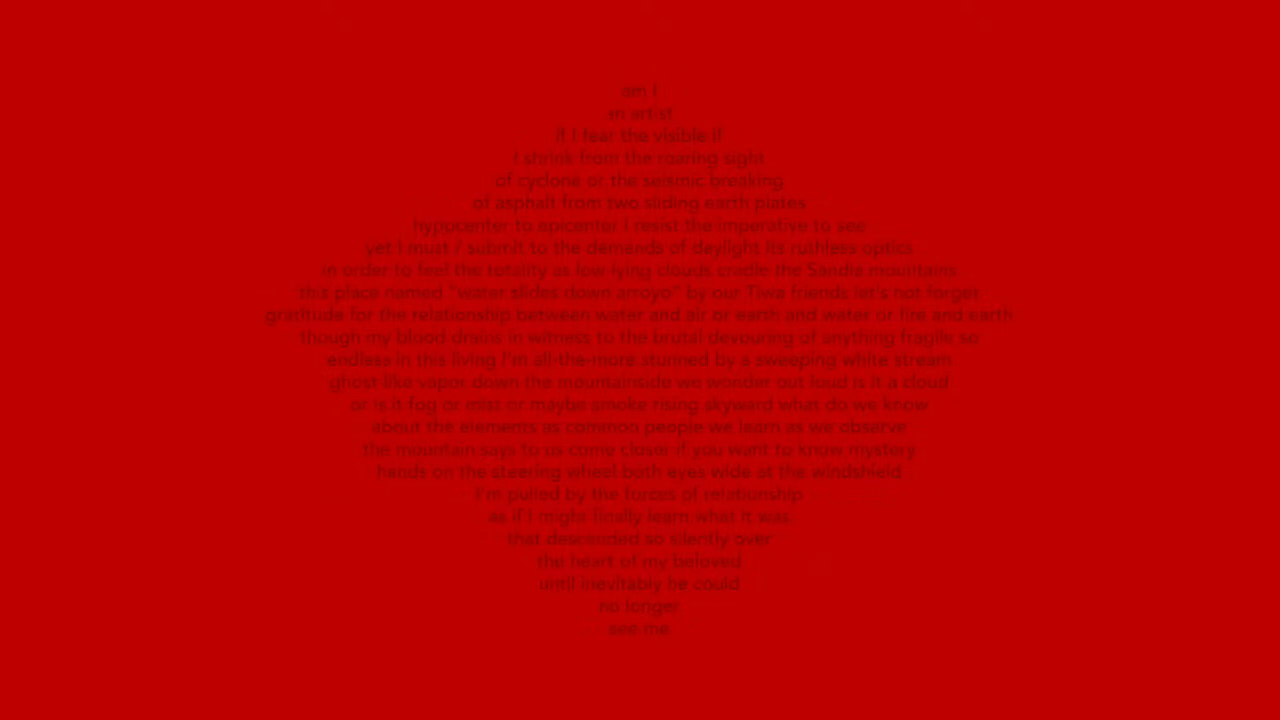 am I
an artist
if I fear the visible if
I shrink from the roaring sight
of cyclone or the seismic breaking
of asphalt from two sliding earth plates
hypocenter to epicenter I resist the imperative to see
yet I must / submit to the demands of daylight its ruthless optics
in order to feel the totality as low lying clouds cradle the Sandia mountains
this place named "water slides down arroyo" by our Tiwa friends let's not forget
gratitude for the relationship between water and air or earth and water or fire and earth
though my blood drains in witness to the brutal devouring of anything fragile so
endless in this living I'm all-the-more stunned by a sweeping white stream
ghost like vapor down the mountainside we wonder out loud is it a cloud
or is it fog or mist or maybe smoke rising skyward what do we know
about the elements as common people we learn as we observe
the mountain says to us come closer if you want to know mystery
hands on the steering wheel both eyes wide at the windshield
I'm pulled by the forces of relationship
as if I might finally learn what it was
that descended so silently over
the heart of my beloved
until inevitably he could
no longer
see me